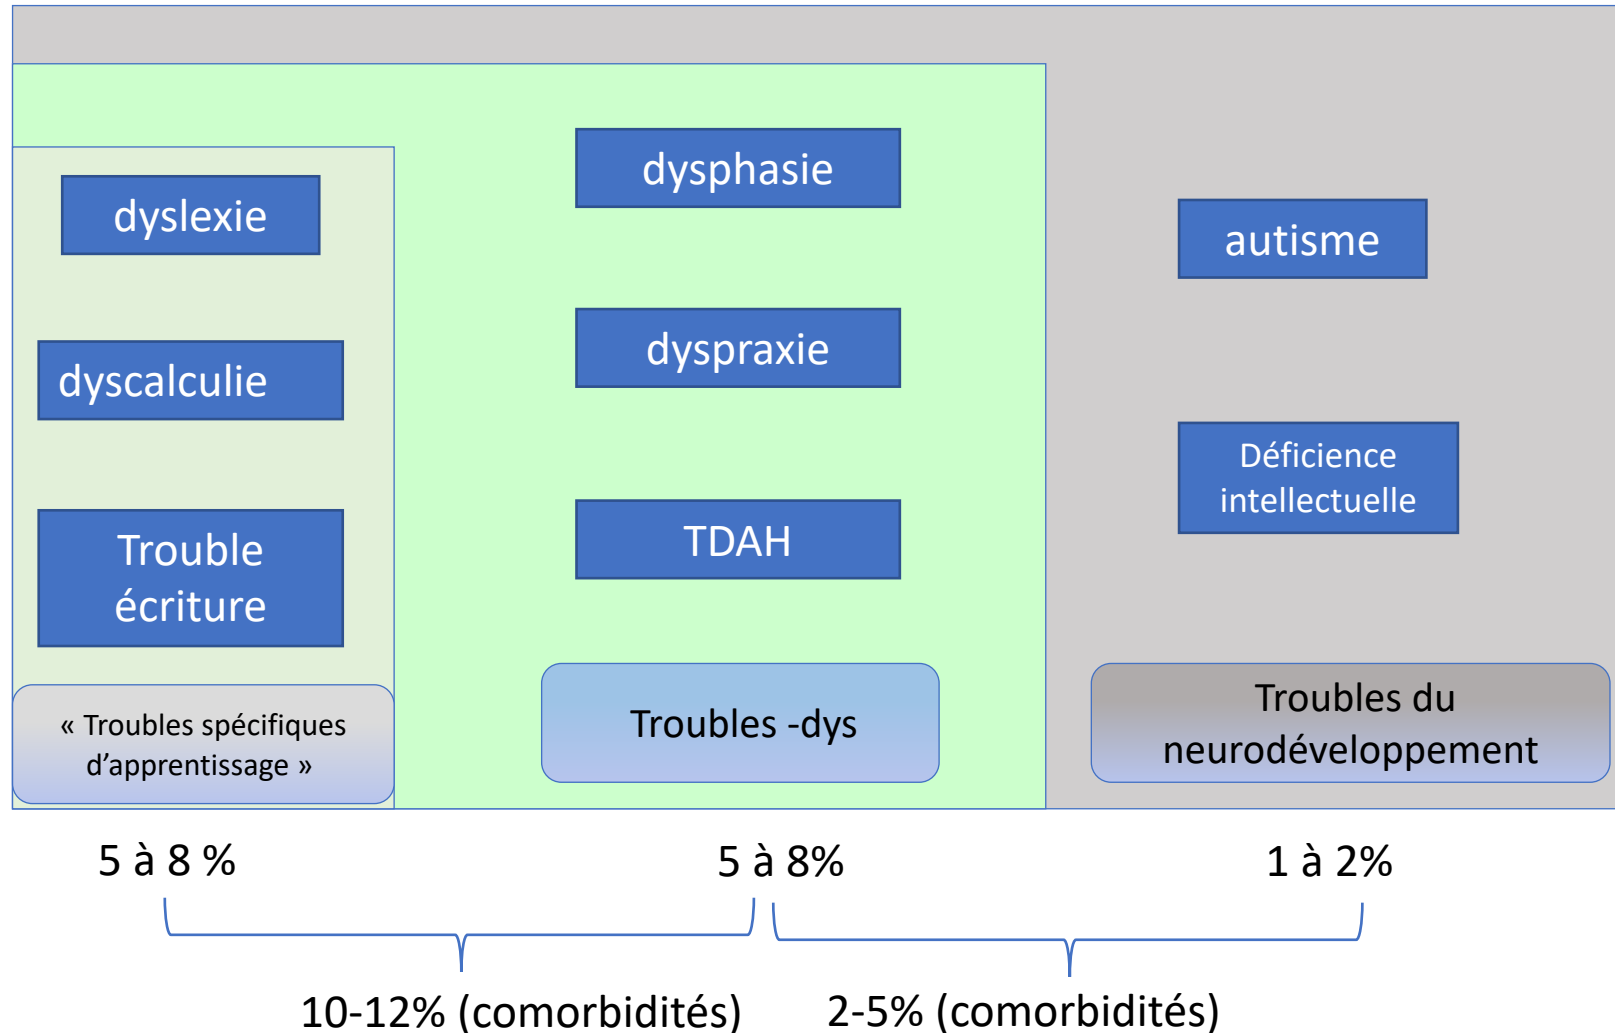 dyslexie
dyscalculie
Trouble
écriture
« Troubles spécifiques
d’apprentissage »
dysphasie
dyspraxie
TDAH
Troubles -dys
autisme
Déficience
intellectuelle
Troubles du
neurodéveloppement
5 à 8 %
5 à 8%
1 à 2%
10-12% (comorbidités)
2-5% (comorbidités)